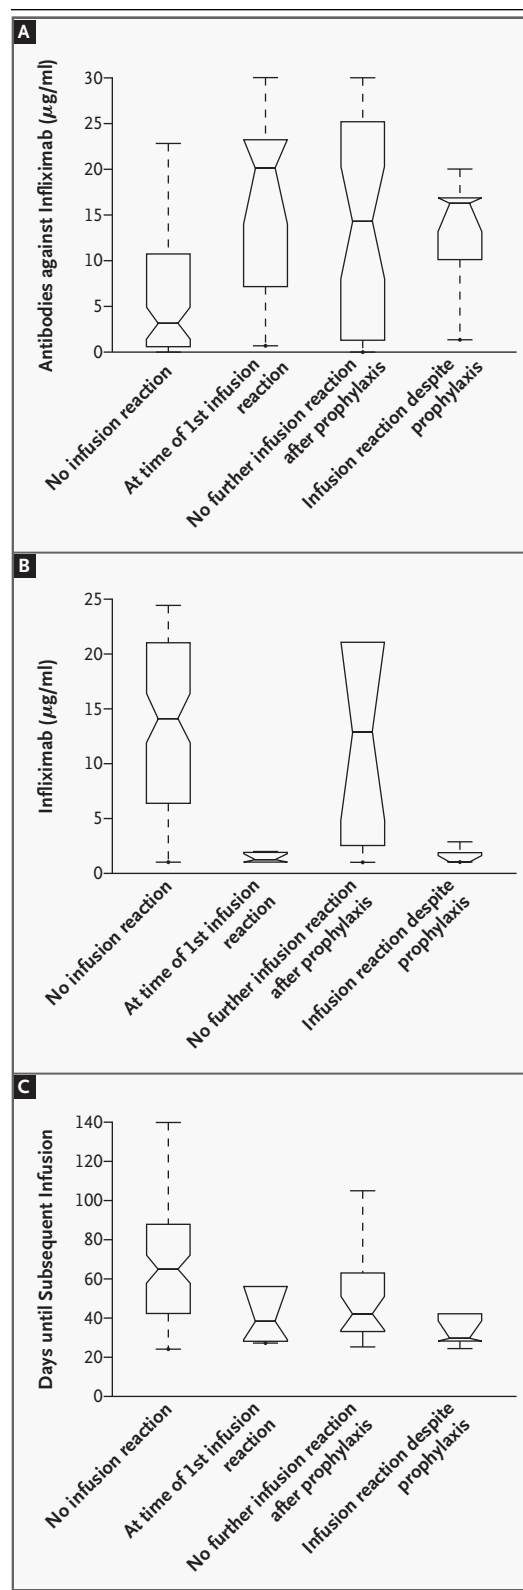 A
Antibodies against Infliximab (µg/ml)
30
25
20
15
10
5
0
No infusion reaction
At time of 1st infusion
reaction
No further infusion reaction
after prophylaxis
Infusion reaction despite
prophylaxis
B
Infliximab (µg/ml)
25
20
15
10
5
0
No infusion reaction
At time of 1st infusion
reaction
No further infusion reaction
after prophylaxis
Infusion reaction despite
prophylaxis
C
Days until Subsequent Infusion
140
120
100
80
60
40
20
0
No infusion reaction
At time of 1st infusion
reaction
No further infusion reaction
after prophylaxis
Infusion reaction despite
prophylaxis